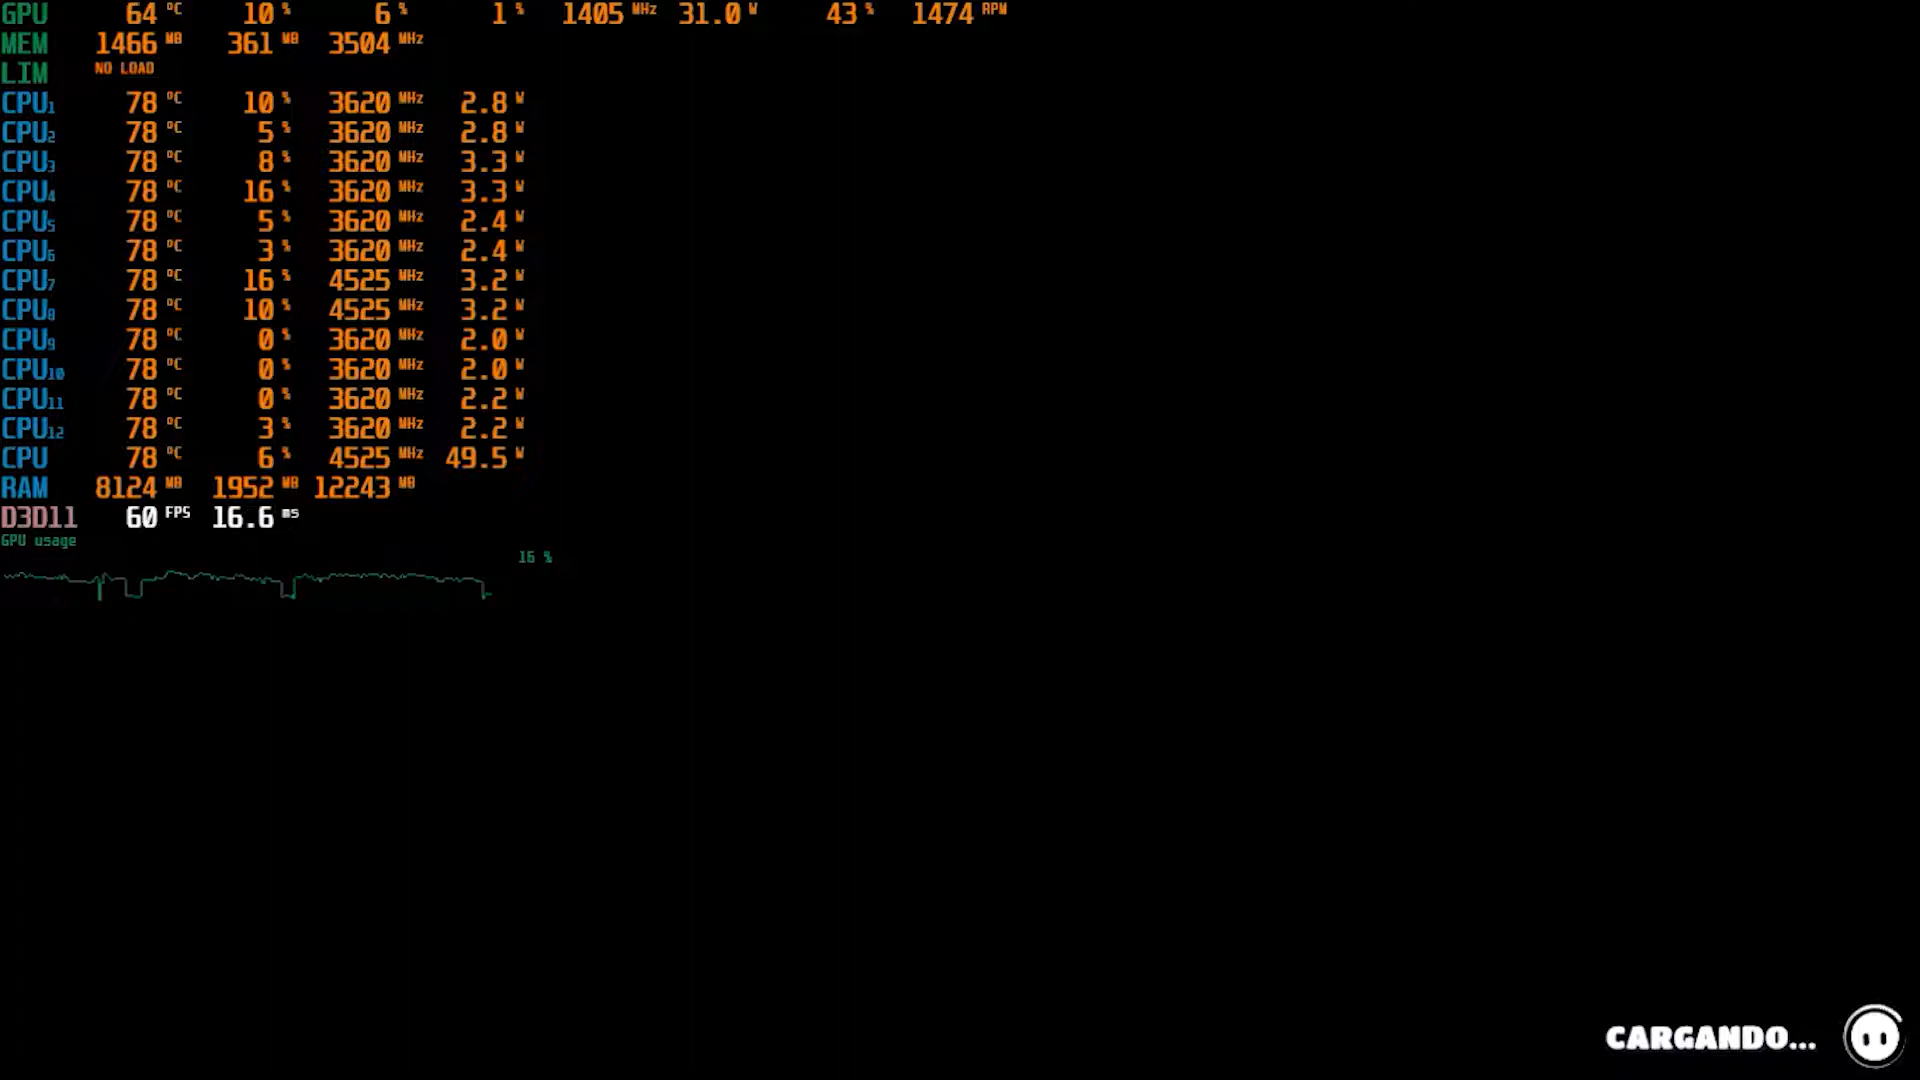 GPU 64 °C 10 % 6 % 1 % 1405 MHz 31.0 W 43 % 1474 RPM
MEM 1466 MB 361 MB 3504 MHz
LIM NO LOAD
CPU1 78 °C 10 % 3620 MHz 2.8 W
CPU2 78 °C 5 % 3620 MHz 2.8 W
CPU3 78 °C 8 % 3620 MHz 3.3 W
CPU4 78 °C 16 % 3620 MHz 3.3 W
CPU5 78 °C 5 % 3620 MHz 2.4 W
CPU6 78 °C 3 % 3620 MHz 2.4 W
CPU7 78 °C 16 % 4525 MHz 3.2 W
CPU8 78 °C 10 % 4525 MHz 3.2 W
CPU9 78 °C 0 % 3620 MHz 2.0 W
CPU10 78 °C 0 % 3620 MHz 2.0 W
CPU11 78 °C 0 % 3620 MHz 2.2 W
CPU12 78 °C 3 % 3620 MHz 2.2 W
CPU 78 °C 6 % 4525 MHz 49.5 W
RAM 8124 MB 1952 MB 12243 MB
D3D11 60 FPS 16.6 ms
GPU usage
16 %
CARGANDO...